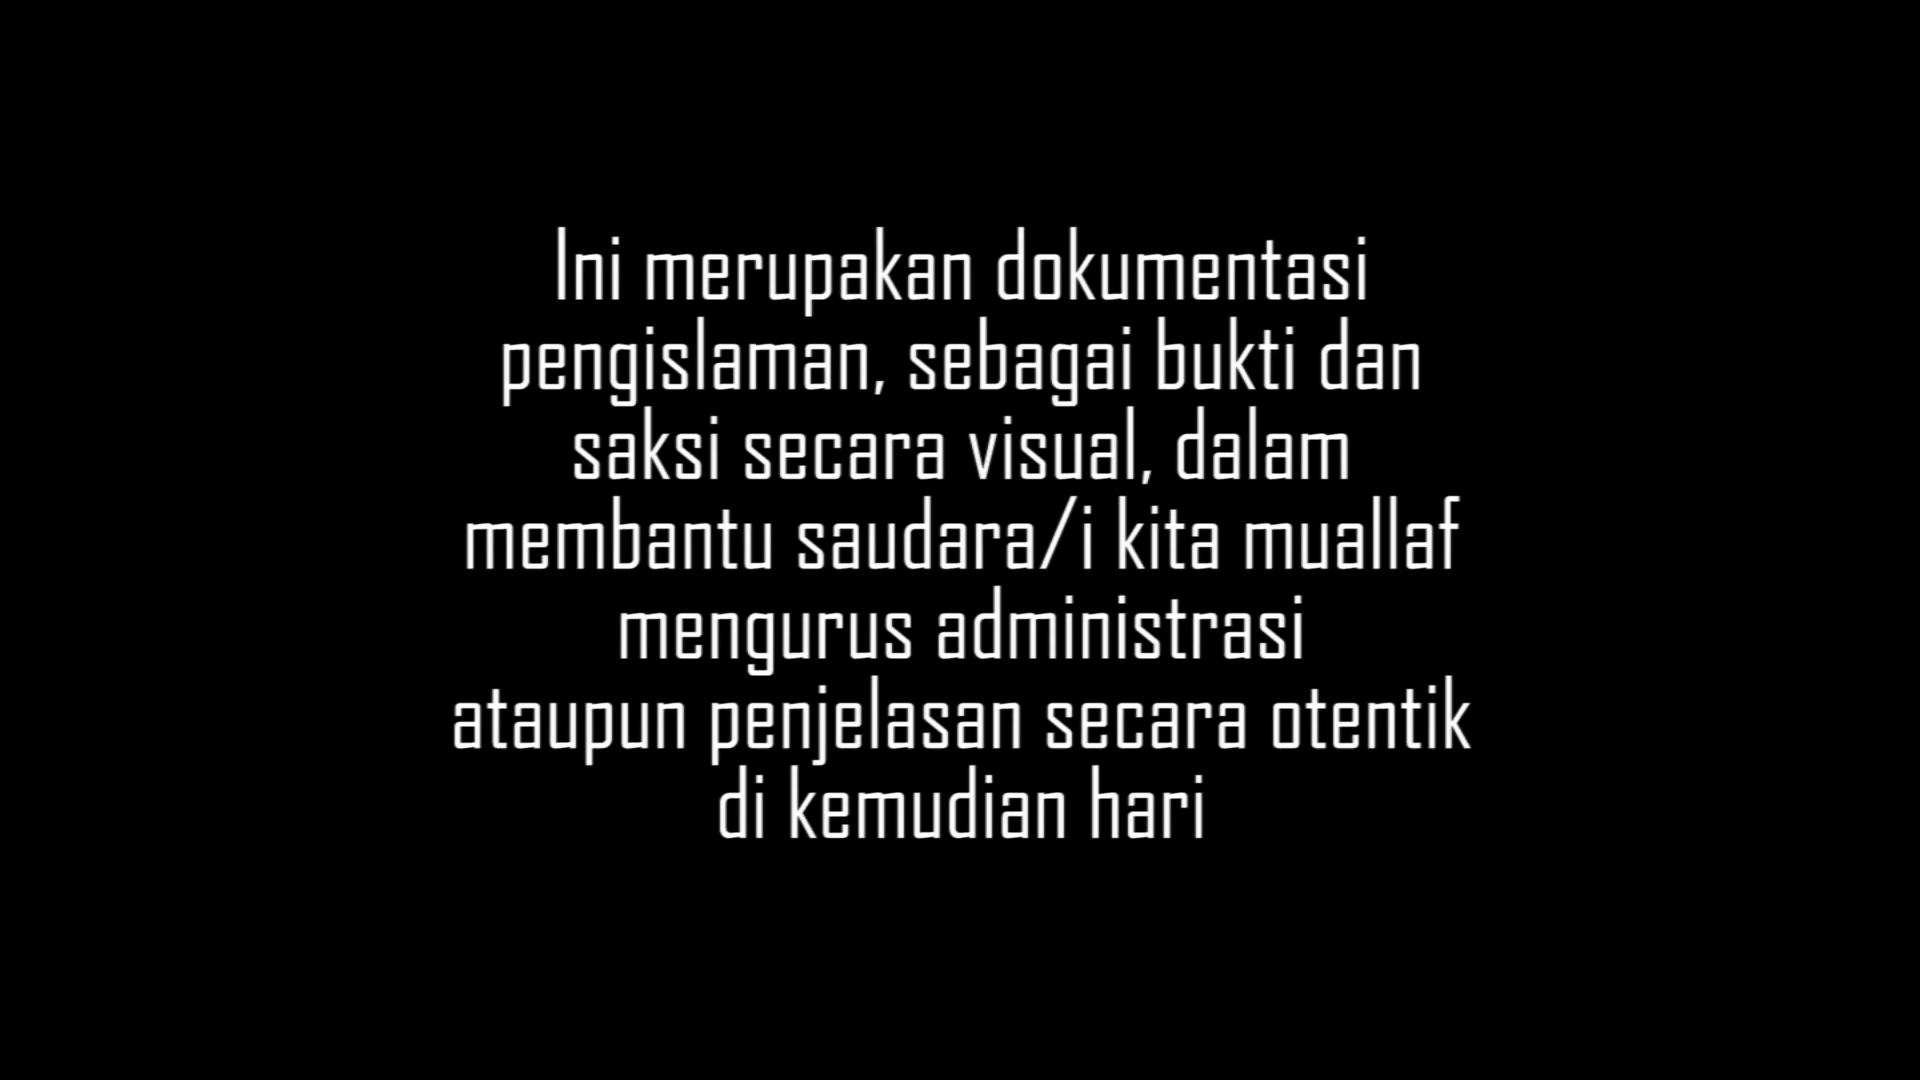 Ini merupakan dokumentasi
pengislaman, sebagai bukti dan
saksi secara visual, dalam
membantu saudara/i kita muallaf
mengurus administrasi
ataupun penjelasan secara otentik
di kemudian hari